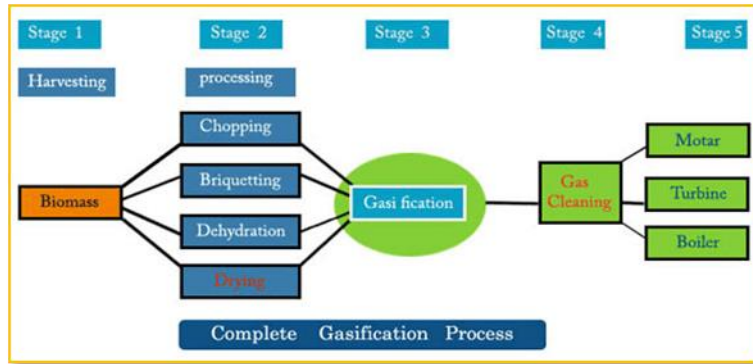 Stage 1 Stage 2 Stage 3 Stage 4 Stage 5
Harvesting processing
Chopping
Briquetting
Dehydration
Drying
Biomass
Gasi fication
Gas
Cleaning
Motar
Turbine
Boiler
Complete Gasification Process